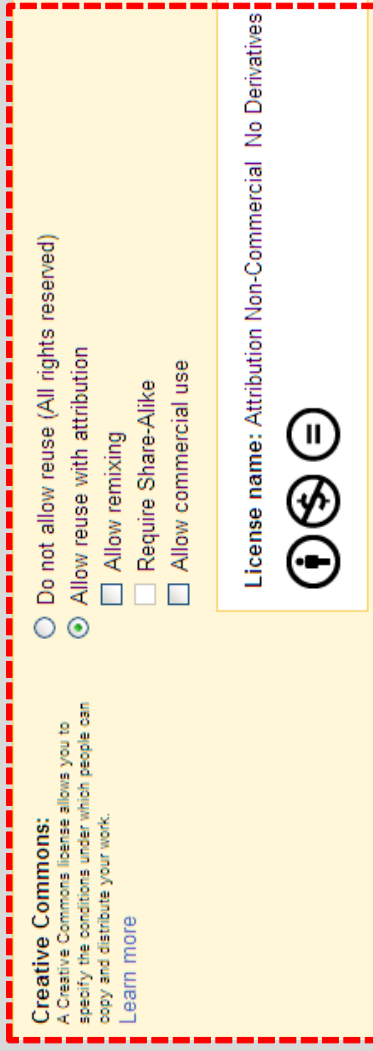 Creative Commons:
A Creative Commons license allows you to
specify the conditions under which people can
copy and distribute your work.
Learn more
Do not allow reuse (All rights reserved)
Allow reuse with attribution
Allow remixing
Require Share-Alike
Allow commercial use
License name: Attribution Non-Commercial No Derivatives